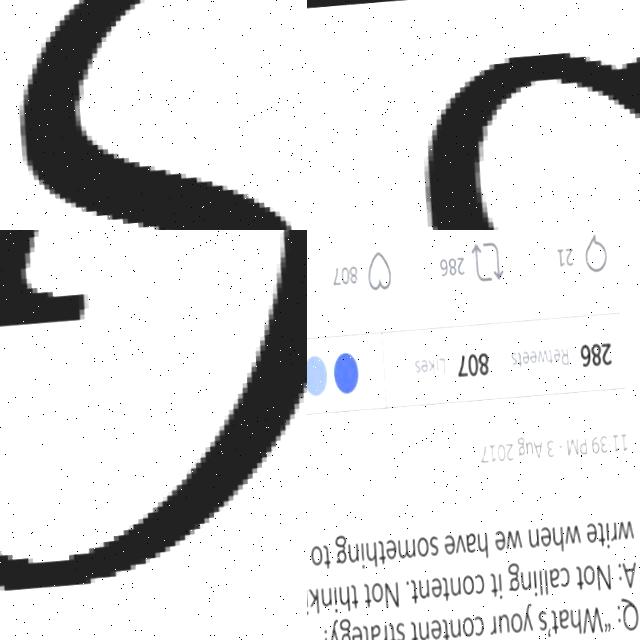 Q: “What's your content strategy?
A: Not calling it content. Not think
write when we have something to
11:39 PM - 3 Aug 2017
286 Retweets 807 Likes
21 286 807